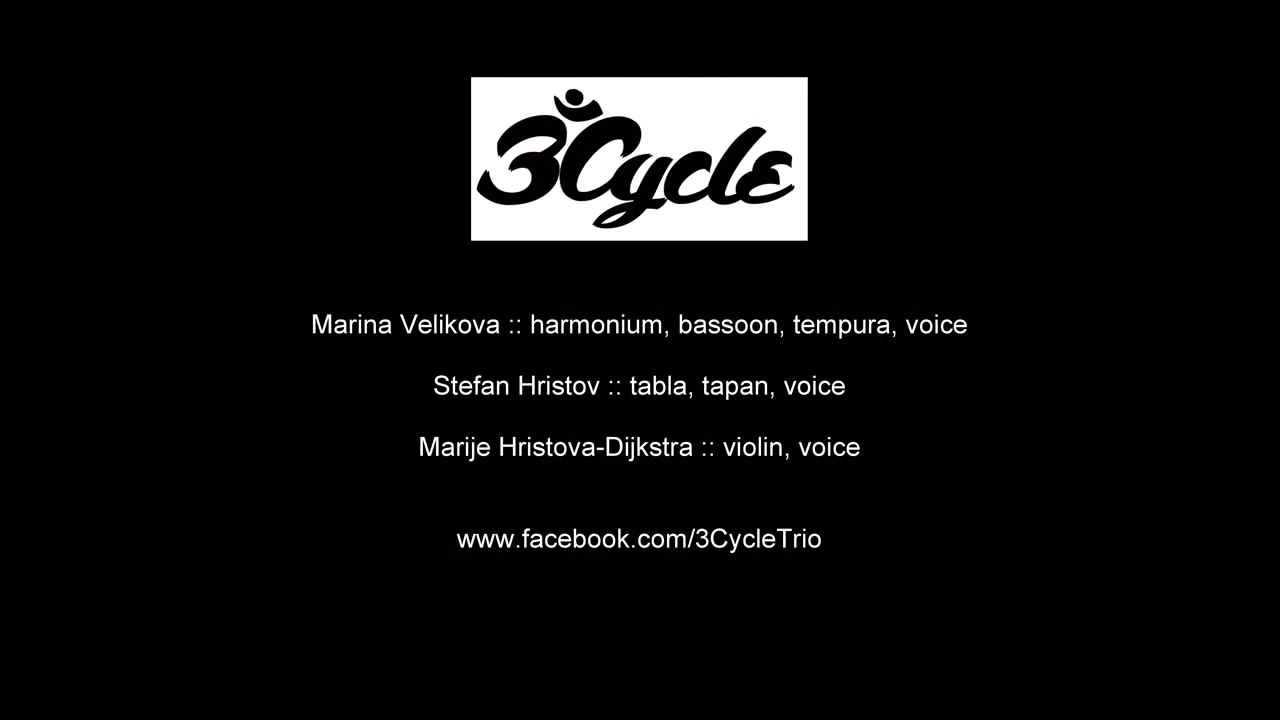 3Cycle
Marina Velikova :: harmonium, bassoon, tempura, voice
Stefan Hristov :: tabla, tapan, voice
Marije Hristova-Dijkstra :: violin, voice
www.facebook.com/3CycleTrio